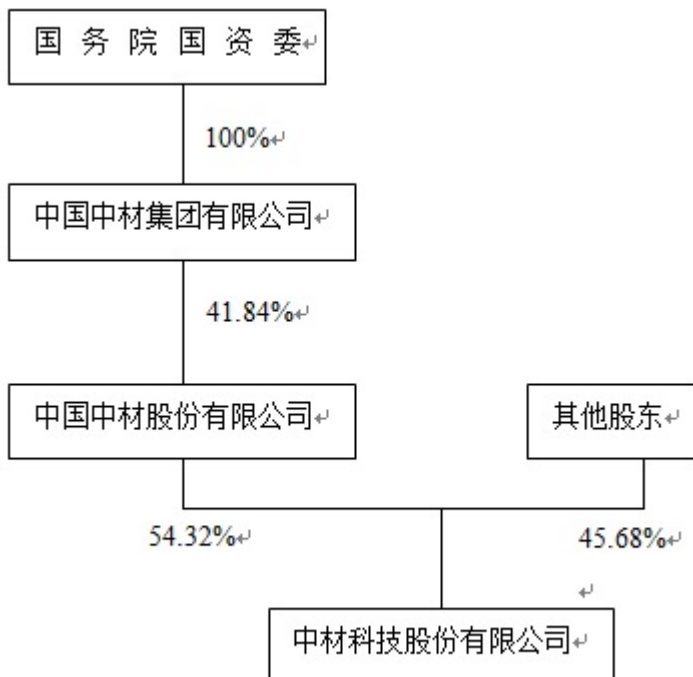 国 务 院 国 资 委↵
100%↵
中国中材集团有限公司↵
41.84%↵
中国中材股份有限公司↵
其他股东↵
54.32%↵
45.68%↵
↵
中材科技股份有限公司↵